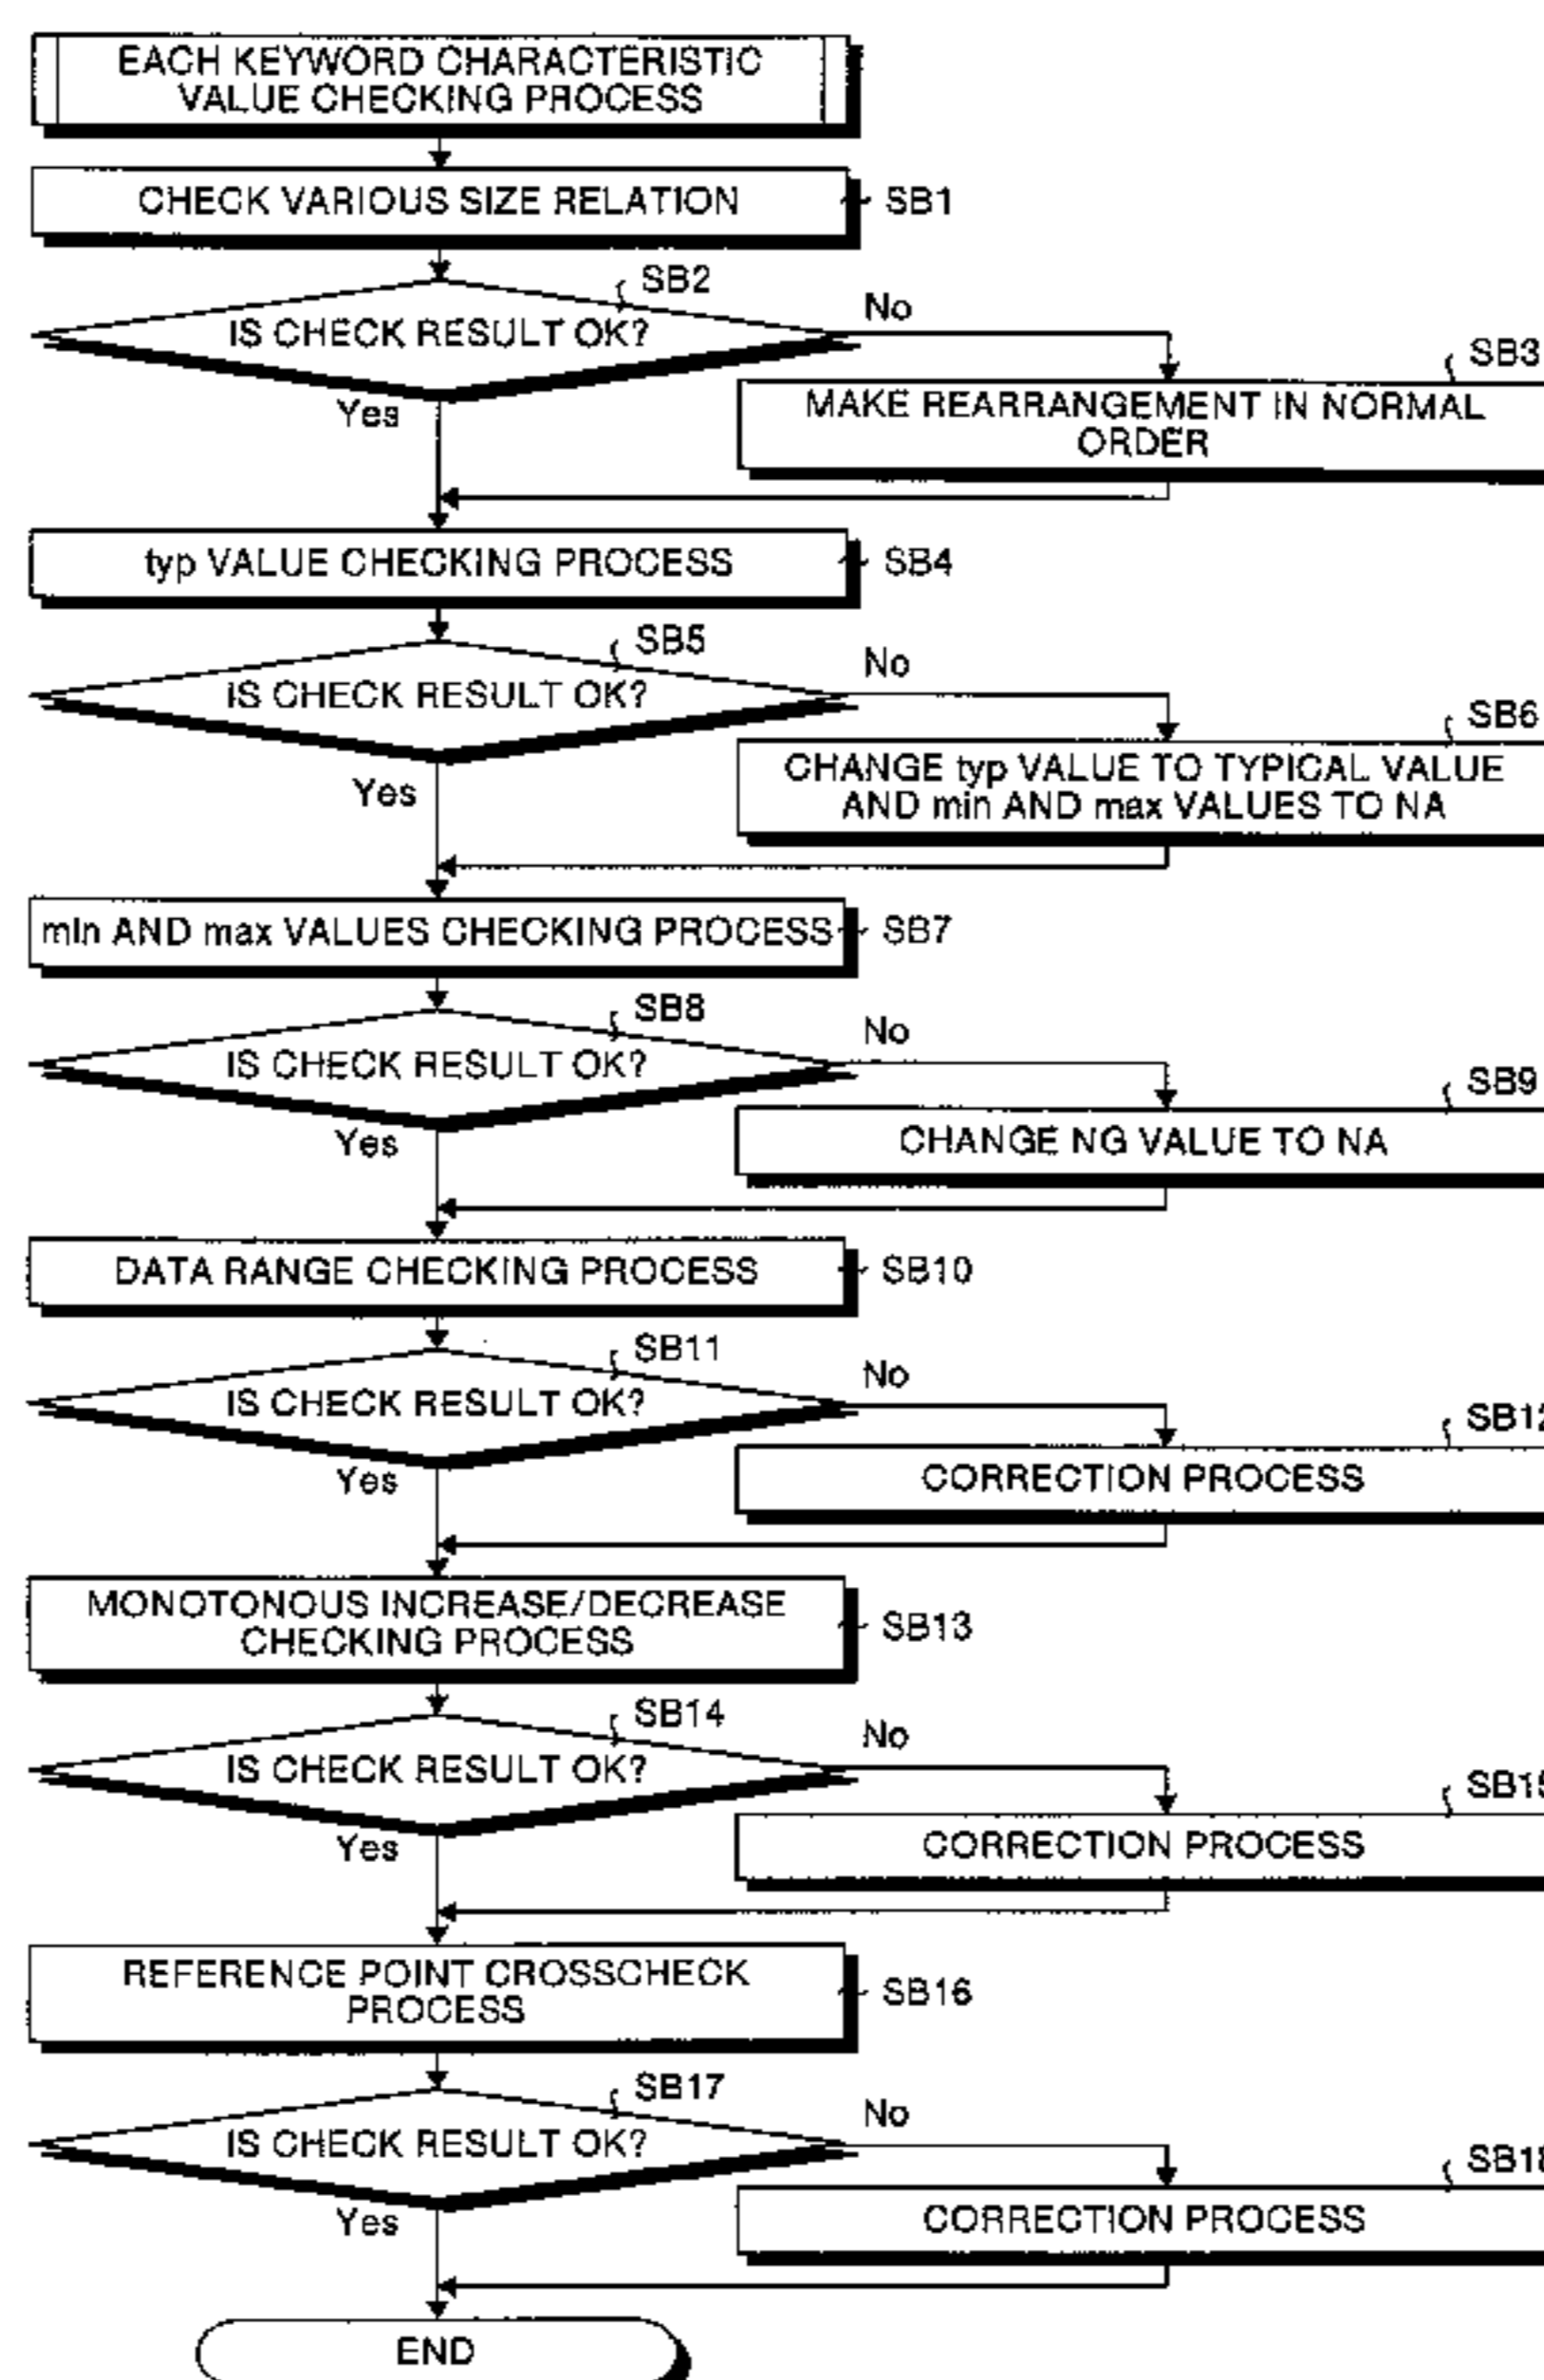 EACH KEYWORD CHARACTERISTIC
VALUE CHECKING PROCESS
CHECK VARIOUS SIZE RELATION
SB1
SB2
IS CHECK RESULT OK?
No
Yes
SB3
MAKE REARRANGEMENT IN NORMAL
ORDER
typ VALUE CHECKING PROCESS
SB4
SB5
IS CHECK RESULT OK?
No
Yes
SB6
CHANGE typ VALUE TO TYPICAL VALUE
AND min AND max VALUES TO NA
min AND max VALUES CHECKING PROCESS
SB7
SB8
IS CHECK RESULT OK?
No
Yes
SB9
CHANGE NG VALUE TO NA
DATA RANGE CHECKING PROCESS
SB10
SB11
IS CHECK RESULT OK?
No
Yes
SB12
CORRECTION PROCESS
MONOTONOUS INCREASE/DECREASE
CHECKING PROCESS
SB13
SB14
IS CHECK RESULT OK?
No
Yes
SB15
CORRECTION PROCESS
REFERENCE POINT CROSSCHECK
PROCESS
SB16
SB17
IS CHECK RESULT OK?
No
Yes
SB18
CORRECTION PROCESS
END